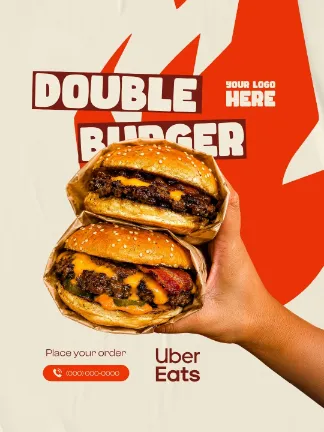 DOUBLE
BURGER
YOUR LOGO
HERE
Place your order
(000) 000-0000
Uber
Eats